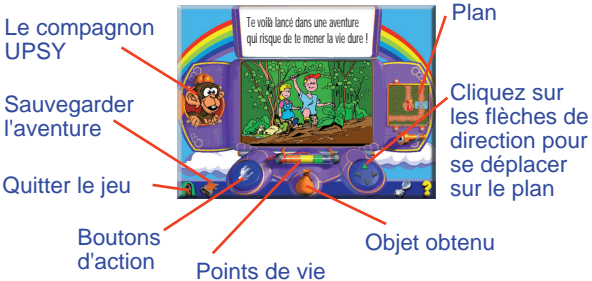 Te voilà lancé dans une aventure
qui risque de te mener la vie dure !
Le compagnon
UPSY
Plan
Sauvegarder
l'aventure
Cliquez sur
les flèches de
direction pour
se déplacer
sur le plan
Quitter le jeu
Boutons
d'action
Points de vie
Objet obtenu
?